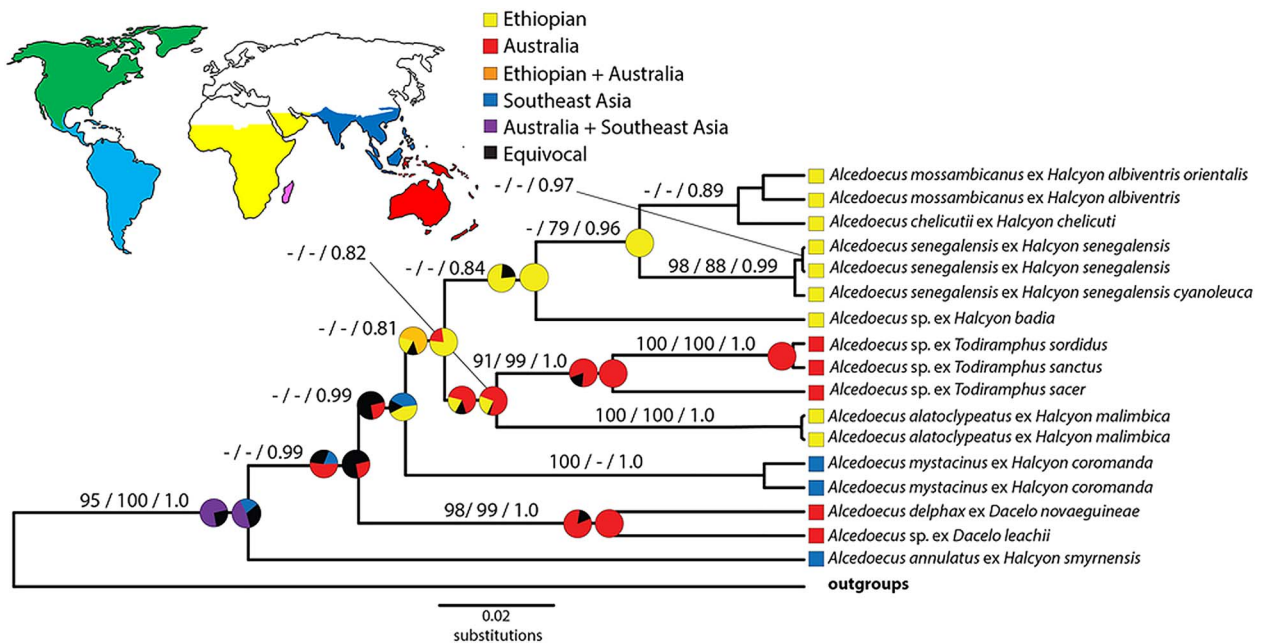 Ethiopian
Australia
Ethiopian + Australia
Southeast Asia
Australia + Southeast Asia
Equivocal
- / - / 0.97
- / - / 0.89
Alcedoecus mossambicanus ex Halcyon albiventris orientalis
Alcedoecus mossambicanus ex Halcyon albiventris
- / 79 / 0.96
Alcedoecus chelicutii ex Halcyon chelicuti
- / - / 0.82
Alcedoecus senegalensis ex Halcyon senegalensis
- / - / 0.84
98 / 88 / 0.99
Alcedoecus senegalensis ex Halcyon senegalensis
Alcedoecus senegalensis ex Halcyon senegalensis cyanoleuca
- / - / 0.81
Alcedoecus sp. ex Halcyon badia
91 / 99 / 1.0
100 / 100 / 1.0
Alcedoecus sp. ex Todiramphus sordidus
Alcedoecus sp. ex Todiramphus sanctus
- / - / 0.99
Alcedoecus sp. ex Todiramphus sacer
100 / 100 / 1.0
Alcedoecus alatoclypeatus ex Halcyon malimbica
Alcedoecus alatoclypeatus ex Halcyon malimbica
- / - / 0.99
100 / - / 1.0
Alcedoecus mystacinus ex Halcyon coromanda
Alcedoecus mystacinus ex Halcyon coromanda
95 / 100 / 1.0
98/ 99 / 1.0
Alcedoecus delphax ex Dacelo novaeguineae
Alcedoecus sp. ex Dacelo leachii
Alcedoecus annulatus ex Halcyon smyrnensis
outgroups
0.02
substitutions